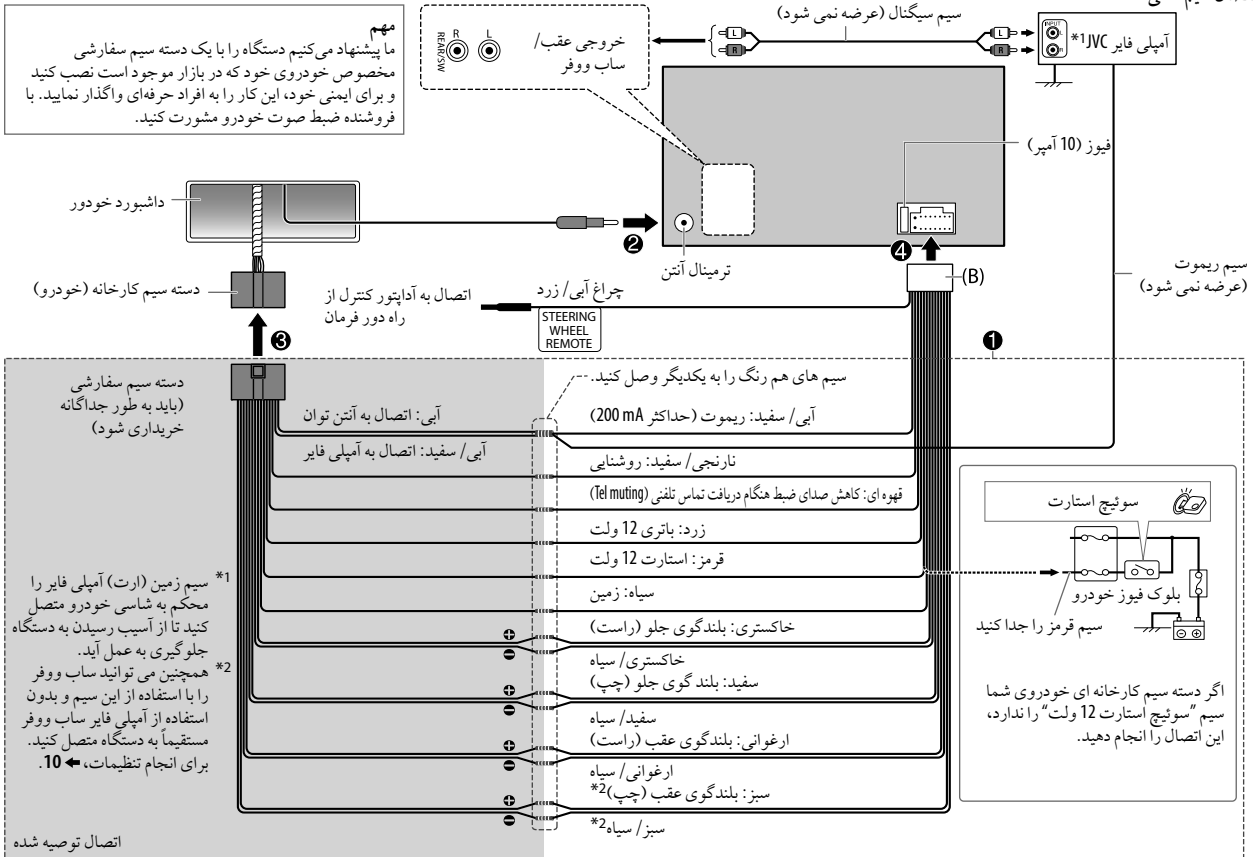 مهم
ما پیشنهاد می‌کنیم دستگاه را با یک دسته سیم سفارشی
مخصوص خودروی خود که در بازار موجود است نصب کنید
و برای ایمنی خود، این کار را به افراد حرفه‌ای واگذار نمایید. با
فروشنده ضبط صوت خودرو مشورت کنید.
خروجی عقب/
ساب ووفر
R
L
REAR/SW
سیم سیگنال (عرضه نمی شود)
L
R
L
R
INPUT
L
R
آمپلی فایر JVC*1
فیوز (10 آمپر)
داشبورد خودور
2
ترمینال آنتن
4
(B)
سیم ریموت
(عرضه نمی شود)
دسته سیم کارخانه (خودرو)
چراغ آبی/ زرد
اتصال به آداپتور کنترل از
راه دور فرمان
STEERING
WHEEL
REMOTE
3
1
دسته سیم سفارشی
(باید به طور جداگانه
خریداری شود)
سیم های هم رنگ را به یکدیگر وصل کنید.
آبی: اتصال به آنتن توان
آبی/ سفید: ریموت (حداکثر 200 mA)
آبی/ سفید: اتصال به آمپلی فایر
نارنجی/ سفید: روشنایی
قهوه ای: کاهش صدای ضبط هنگام دریافت تماس تلفنی (Tel muting)
زرد: باتری 12 ولت
قرمز: استارت 12 ولت
سیاه: زمین
خاکستری: بلندگوی جلو (راست)
خاکستری/ سیاه
سفید: بلند گوی جلو (چپ)
سفید/ سیاه
ارغوانی: بلندگوی عقب (راست)
ارغوانی/ سیاه
سبز: بلندگوی عقب (چپ)*2
سبز/ سیاه*2
سوئیچ استارت
بلوک فیوز خودرو
سیم قرمز را جدا کنید
اگر دسته سیم کارخانه ای خودروی شما
سیم "سوئیچ استارت 12 ولت" را ندارد،
این اتصال را انجام دهید.
*1 سیم زمین (ارت) آمپلی فایر را
محکم به شاسی خودرو متصل
کنید تا از آسیب رسیدن به دستگاه
جلوگیری به عمل آید.
*2 همچنین می توانید ساب ووفر
را با استفاده از این سیم و بدون
استفاده از آمپلی فایر ساب ووفر
مستقیماً به دستگاه متصل کنید.
برای انجام تنظیمات، 10.
اتصال توصیه شده